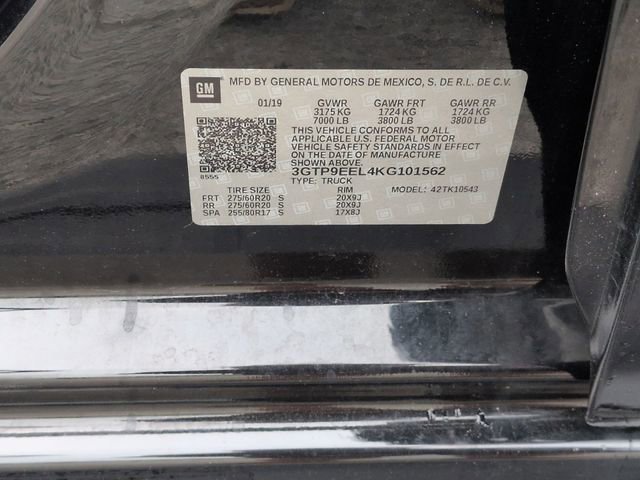 GM MFD BY GENERAL MOTORS DE MEXICO, S. DE R.L. DE C.V.
01/19 GVWR GAWR FRT GAWR RR
3175 KG 1724 KG 1724 KG
7000 LB 3800 LB 3800 LB
THIS VEHICLE CONFORMS TO ALL
APPLICABLE U.S. FEDERAL MOTOR
VEHICLE SAFETY STANDARDS IN EFFECT
ON THE DATE OF MANUFACTURE
SHOWN ABOVE.
3GTP9EEL4KG101562
8555 TYPE: TRUCK
TIRE SIZE RIM MODEL: 42TK10543
FRT 275/60R20 S 20X9J
RR 275/60R20 S 20X9J
SPA 255/80R17 S 17X8J